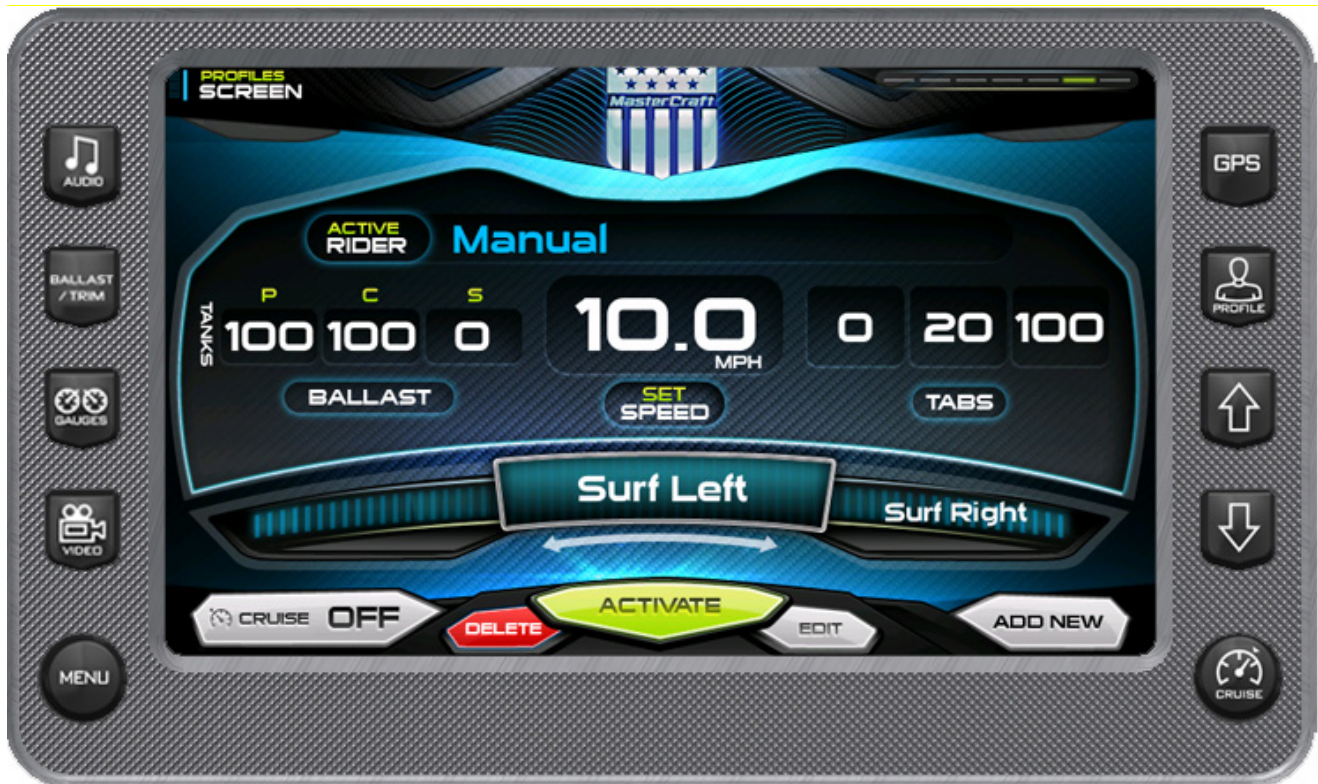 PROFILES
SCREEN
MasterCraft
AUDIO
GPS
ACTIVE
RIDER
Manual
BALLAST
/ TRIM
PROFILE
TANKS
P C S
100 100 0
10.0
MPH
0 20 100
BALLAST
SET
SPEED
TABS
GAUGES
Surf Left
Surf Right
VIDEO
CRUISE OFF
DELETE
ACTIVATE
EDIT
ADD NEW
MENU
CRUISE